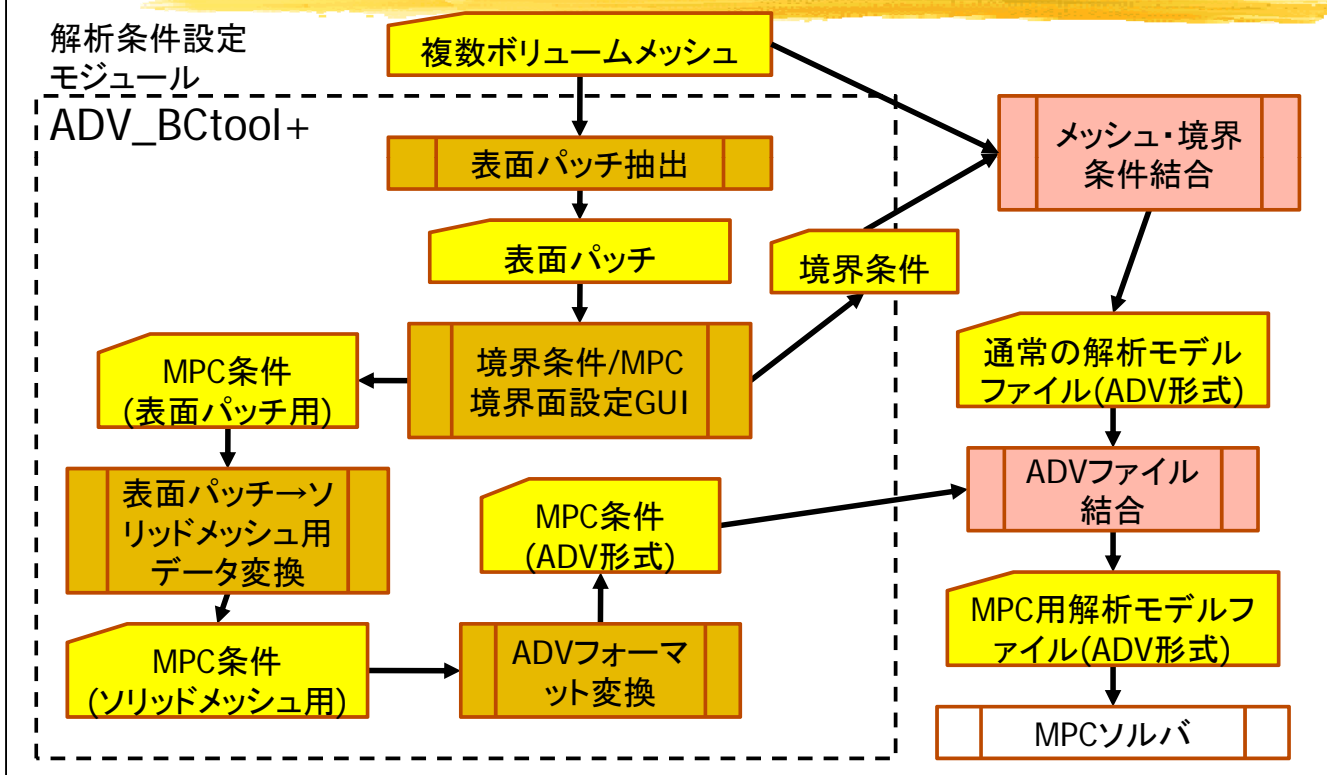 解析条件設定
モジュール
ADV_BCtool+
複数ボリュームメッシュ
表面パッチ抽出
表面パッチ
境界条件/MPC
境界面設定GUI
境界条件
MPC条件
(表面パッチ用)
表面パッチ→ソ
リッドメッシュ用
データ変換
MPC条件
(ソリッドメッシュ用)
ADVフォーマ
ット変換
MPC条件
(ADV形式)
メッシュ・境界
条件結合
通常の解析モデル
ファイル(ADV形式)
ADVファイル
結合
MPC用解析モデルフ
ァイル(ADV形式)
MPCソルバ